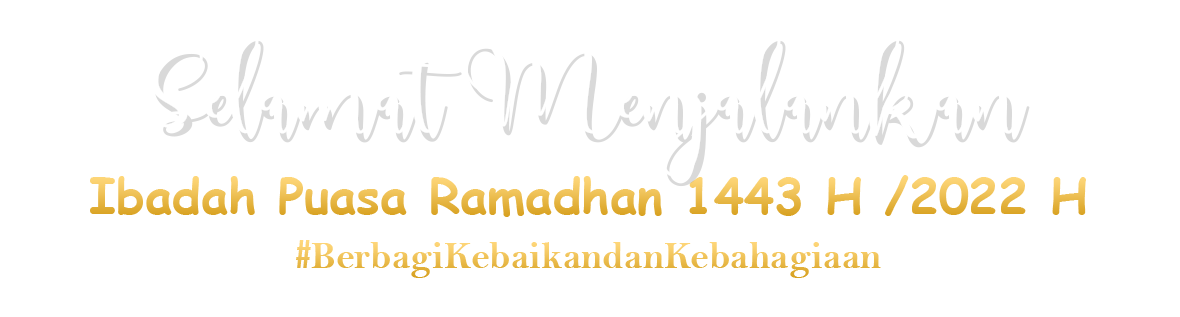 Selamat Menjalankan
Ibadah Puasa Ramadhan 1443 H /2022 H
#BerbagiKebaikandanKebahagiaan